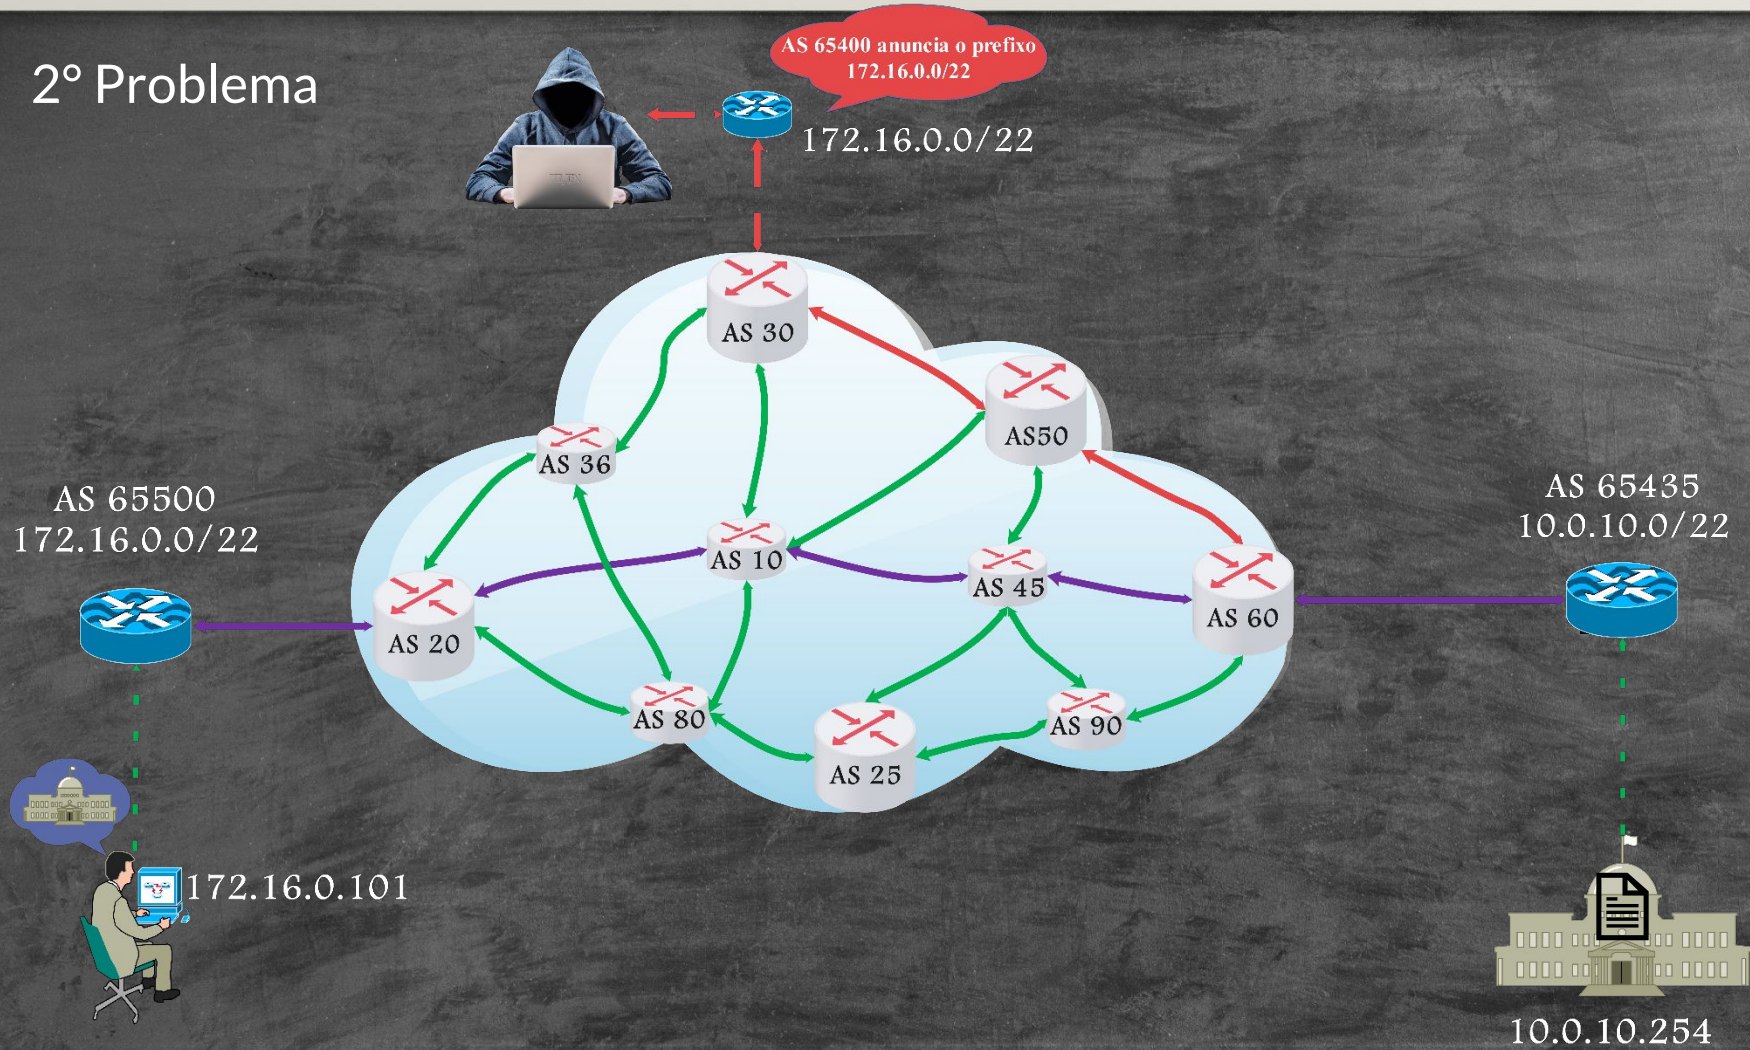 2° Problema
AS 65400 anuncia o prefixo
172.16.0.0/22
172.16.0.0/22
AS 30
AS50
AS 36
AS 65500
172.16.0.0/22
AS 65435
10.0.10.0/22
AS 10
AS 45
AS 60
AS 20
AS 80
AS 90
AS 25
172.16.0.101
10.0.10.254